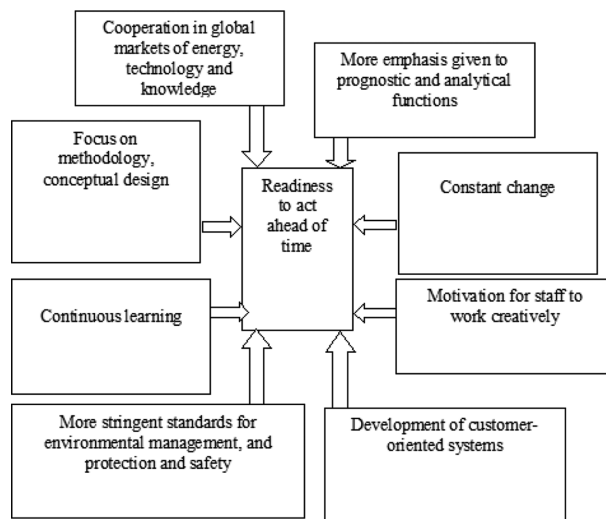 Cooperation in global
markets of energy,
technology and
knowledge
More emphasis given to
prognostic and analytical
functions
Focus on
methodology,
conceptual design
Readiness
to act
ahead of
time
Constant change
Continuous learning
Motivation for staff to
work creatively
More stringent standards for
environmental management, and
protection and safety
Development of customer-
oriented systems